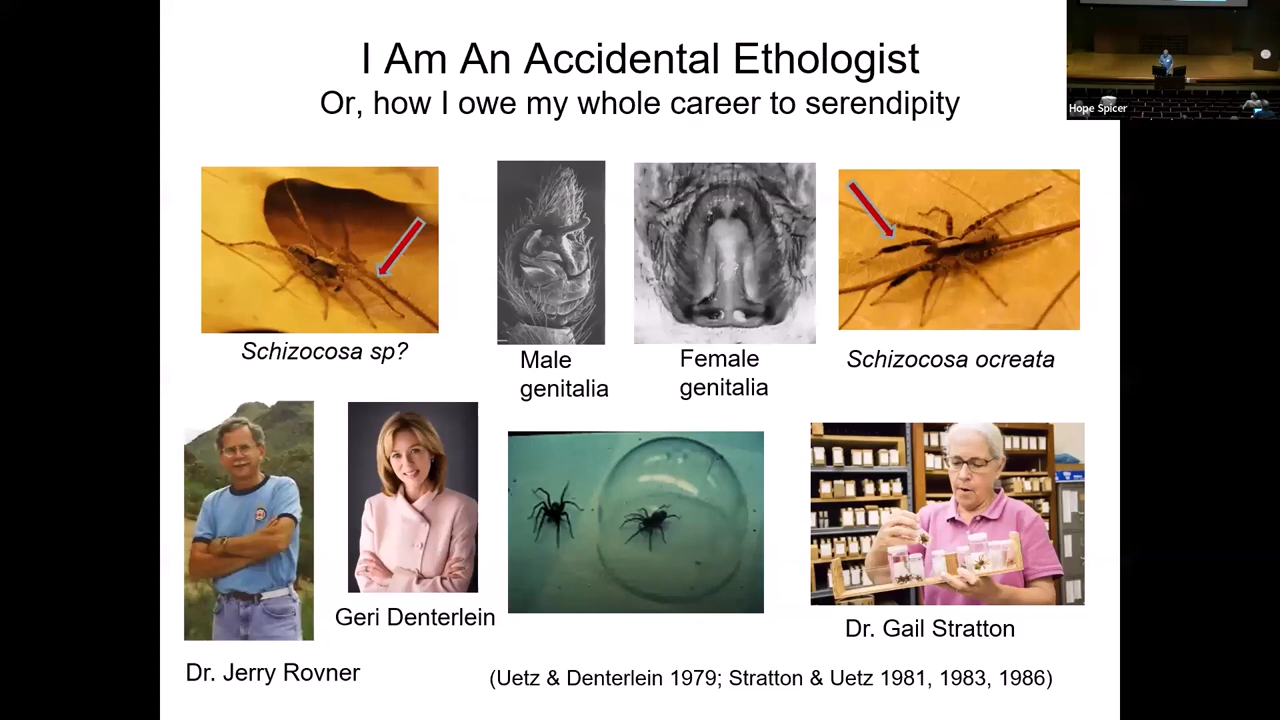 I Am An Accidental Ethologist
Or, how I owe my whole career to serendipity
Hope Spicer
Schizocosa sp?
Male
genitalia
Female
genitalia
Schizocosa ocreata
Dr. Jerry Rovner
Geri Denterlein
Dr. Gail Stratton
(Uetz & Denterlein 1979; Stratton & Uetz 1981, 1983, 1986)